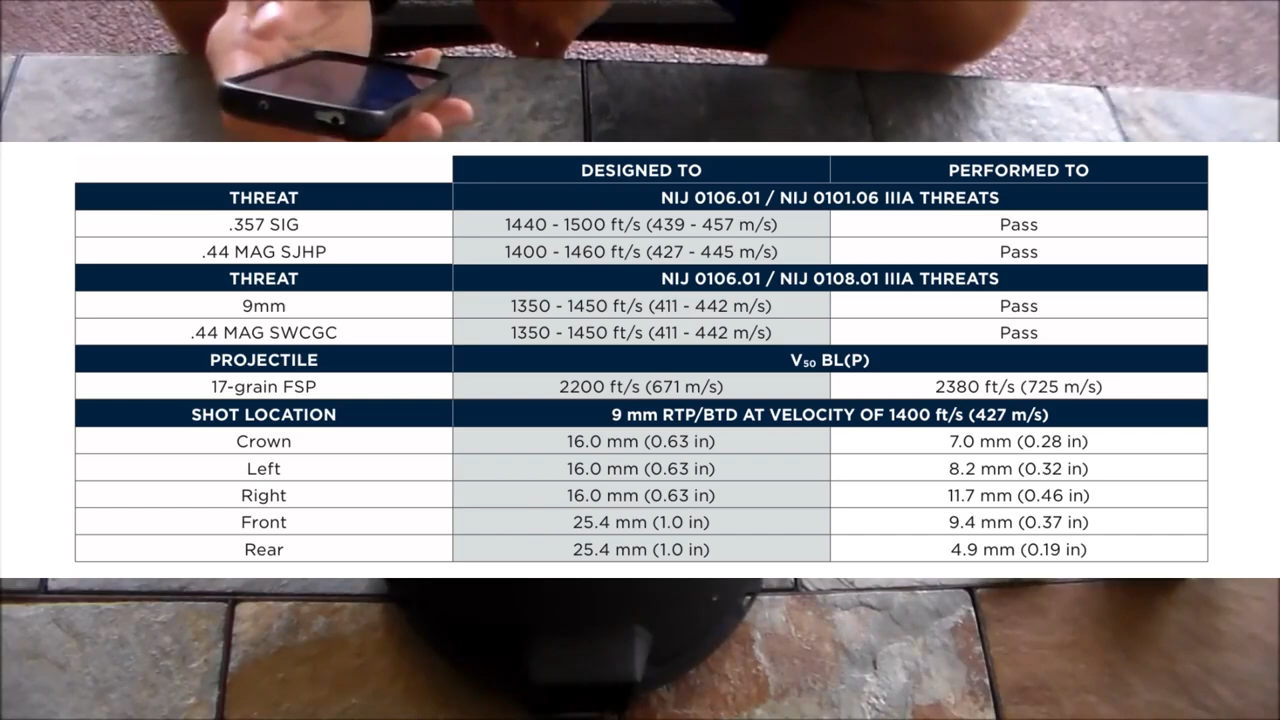 DESIGNED TO PERFORMED TO
THREAT NIJ 0106.01 / NIJ 0101.06 IIIA THREATS
.357 SIG 1440 - 1500 ft/s (439 - 457 m/s) Pass
.44 MAG SJHP 1400 - 1460 ft/s (427 - 445 m/s) Pass
THREAT NIJ 0106.01 / NIJ 0108.01 IIIA THREATS
9mm 1350 - 1450 ft/s (411 - 442 m/s) Pass
.44 MAG SWCGC 1350 - 1450 ft/s (411 - 442 m/s) Pass
PROJECTILE V₅₀ BL(P)
17-grain FSP 2200 ft/s (671 m/s) 2380 ft/s (725 m/s)
SHOT LOCATION 9 mm RTP/BTD AT VELOCITY OF 1400 ft/s (427 m/s)
Crown 16.0 mm (0.63 in) 7.0 mm (0.28 in)
Left 16.0 mm (0.63 in) 8.2 mm (0.32 in)
Right 16.0 mm (0.63 in) 11.7 mm (0.46 in)
Front 25.4 mm (1.0 in) 9.4 mm (0.37 in)
Rear 25.4 mm (1.0 in) 4.9 mm (0.19 in)